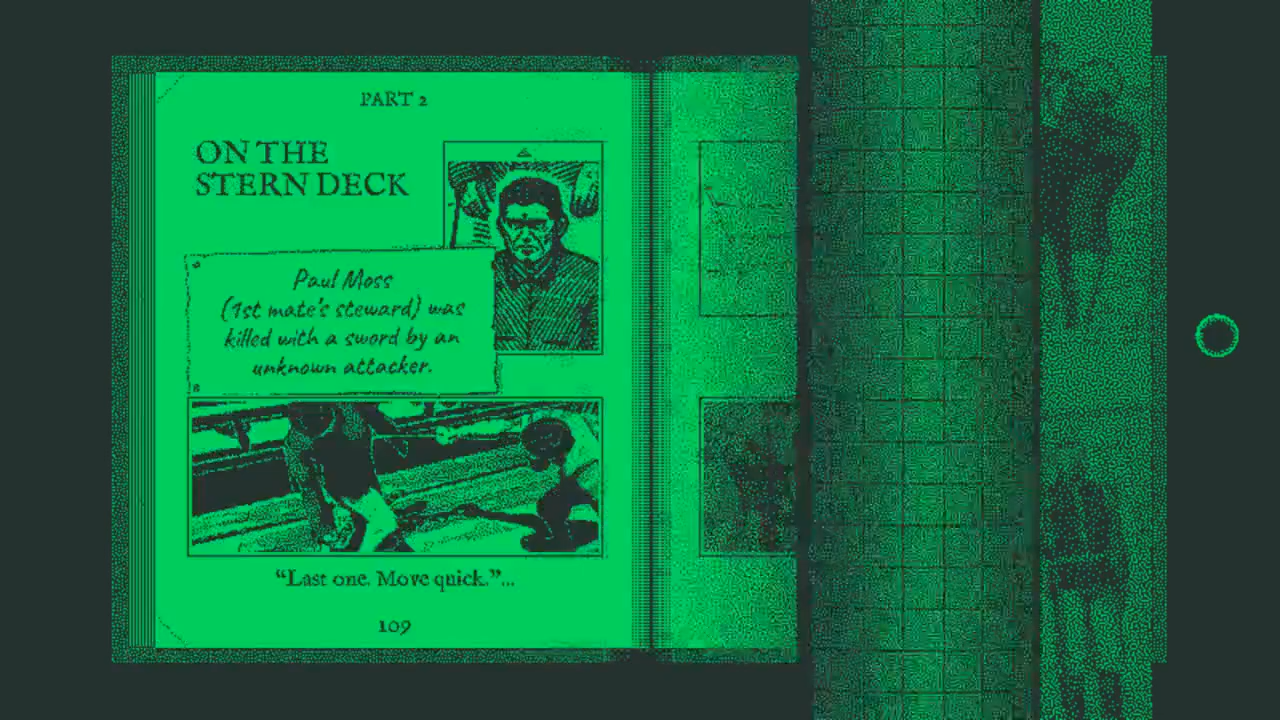 PART 2
ON THE
STERN DECK
Paul Moss
(1st mate's steward) was
killed with a sword by an
unknown attacker.
“Last one. Move quick.”...
109